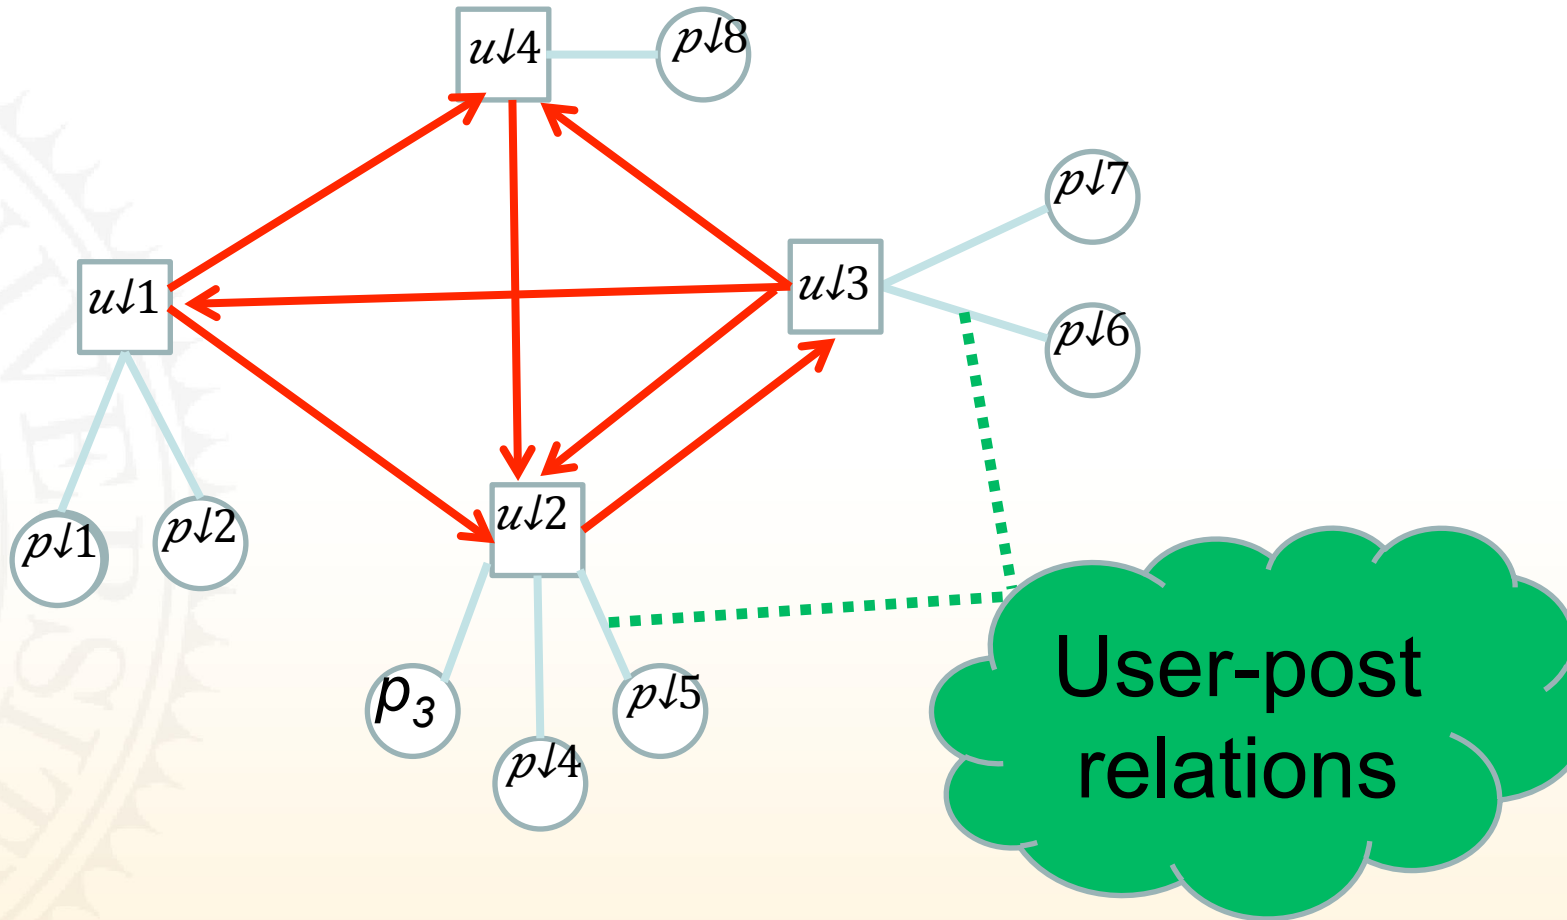 u↓4
p↓8
p↓7
u↓3
u↓1
p↓6
u↓2
p↓1
p↓2
p₃
p↓5
p↓4
User-post
relations